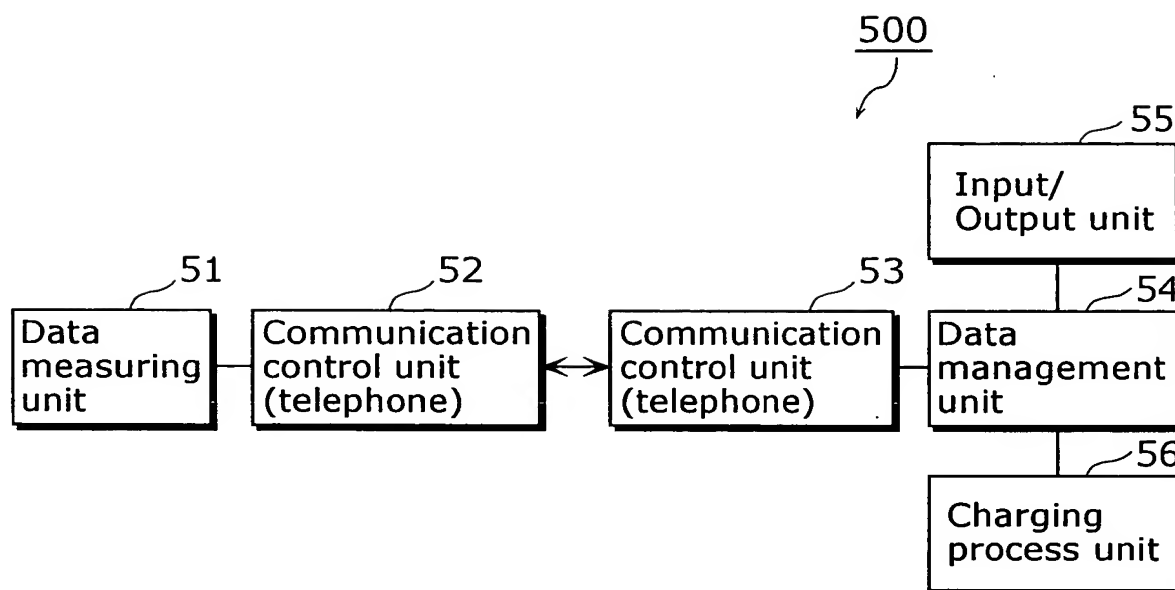 500
55
Input/
Output unit
51
52
53
54
Data
measuring
unit
Communication
control unit
(telephone)
Communication
control unit
(telephone)
Data
management
unit
56
Charging
process unit